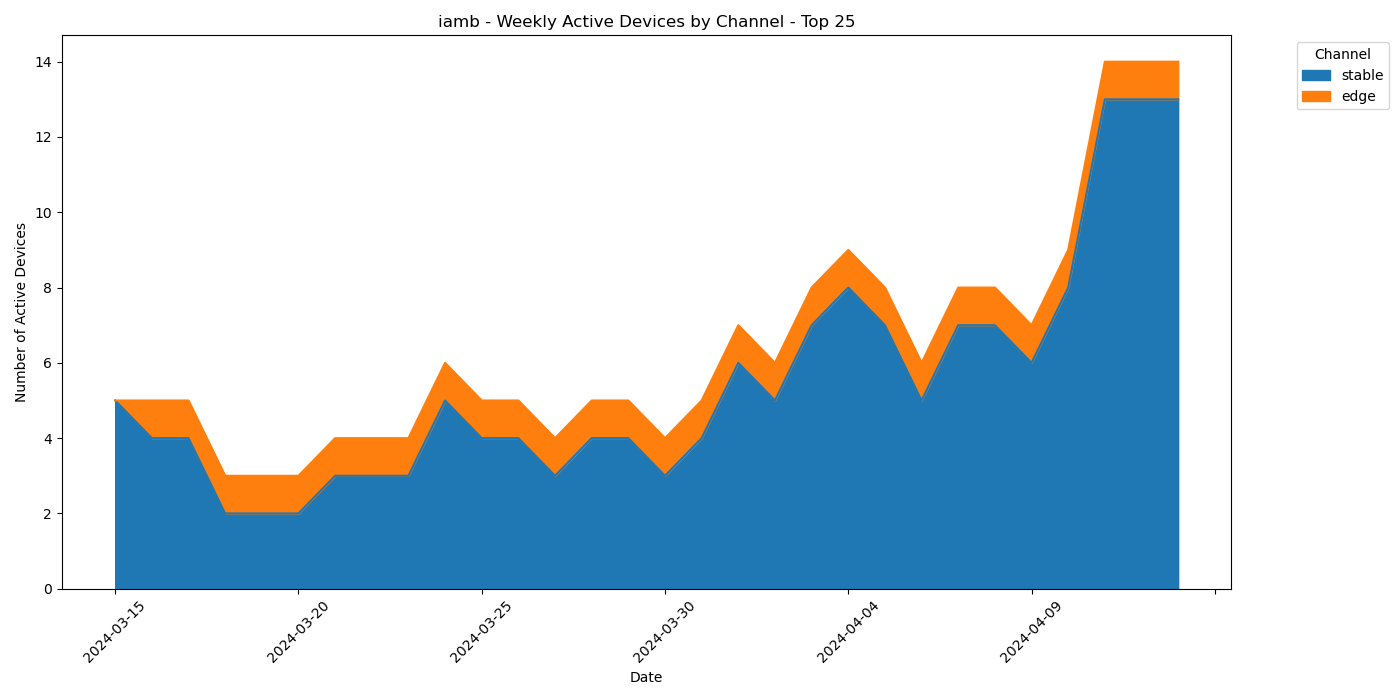 iamb - Weekly Active Devices by Channel - Top 25
Channel
stable
edge
Number of Active Devices
14
12
10
8
6
4
2
0
2024-03-15
2024-03-20
2024-03-25
2024-03-30
2024-04-04
2024-04-09
Date